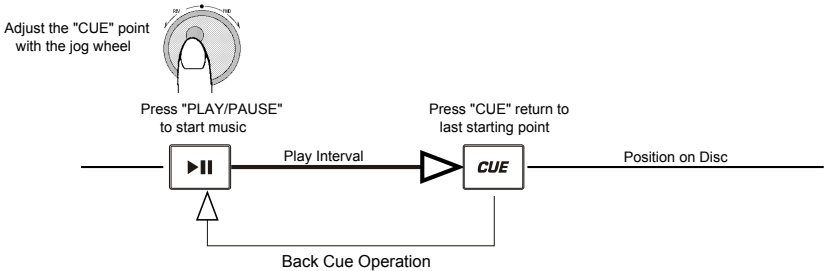 REV
FWD
Adjust the "CUE" point
with the jog wheel
Press "PLAY/PAUSE"
to start music
Press "CUE" return to
last starting point
Play Interval
CUE
Position on Disc
Back Cue Operation